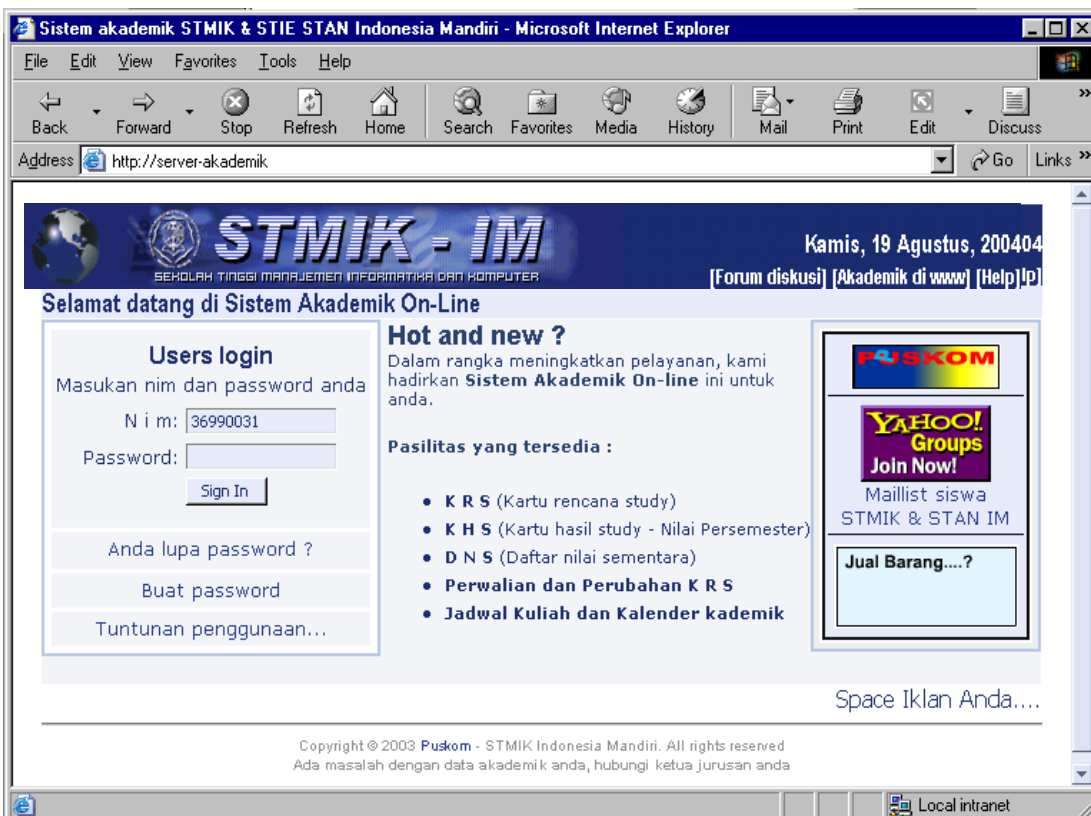 Sistem akademik STMIK & STIE STAN Indonesia Mandiri - Microsoft Internet Explorer
File Edit View Favorites Tools Help
Back Forward Stop Refresh Home Search Favorites Media History Mail Print Edit Discuss »
Address http://server-akademik Go Links »
STMIK - IM
SEKOLAH TINGGI MANAJEMEN INFORMATIKA DAN KOMPUTER
Kamis, 19 Agustus, 200404
[Forum diskusi] [Akademik di www] [Help]lp]
Selamat datang di Sistem Akademik On-Line
Users login
Masukan nim dan password anda
N i m: 36990031
Password:
Sign In
Anda lupa password ?
Buat password
Tuntunan penggunaan...
Hot and new ?
Dalam rangka meningkatkan pelayanan, kami
hadirkan Sistem Akademik On-line ini untuk
anda.
Pasilitas yang tersedia :
• K R S (Kartu rencana study)
• K H S (Kartu hasil study - Nilai Persemester)
• D N S (Daftar nilai sementara)
• Perwalian dan Perubahan K R S
• Jadwal Kuliah dan Kalender kademik
PUSKOM
YAHOO!
Groups
Join Now!
Maillist siswa
STMIK & STAN IM
Jual Barang....?
Space Iklan Anda....
Copyright © 2003 Puskom - STMIK Indonesia Mandiri. All rights reserved
Ada masalah dengan data akademik anda, hubungi ketua jurusan anda
Local intranet